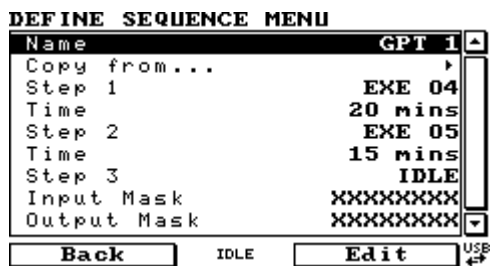 DEFINE SEQUENCE MENU
Name GPT 1
Copy from...
Step 1 EXE 04
Time 20 mins
Step 2 EXE 05
Time 15 mins
Step 3 IDLE
Input Mask XXXXXXXX
Output Mask XXXXXXXX
Back IDLE Edit USB